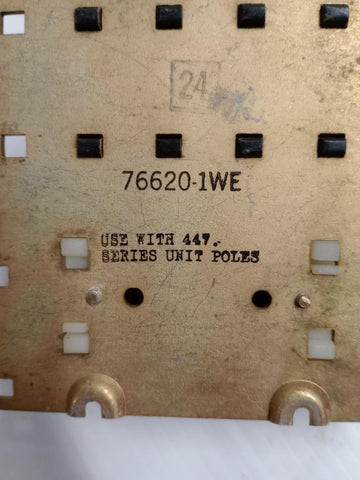 24
76620-1WE
USE WITH 447.
SERIES UNIT POLES